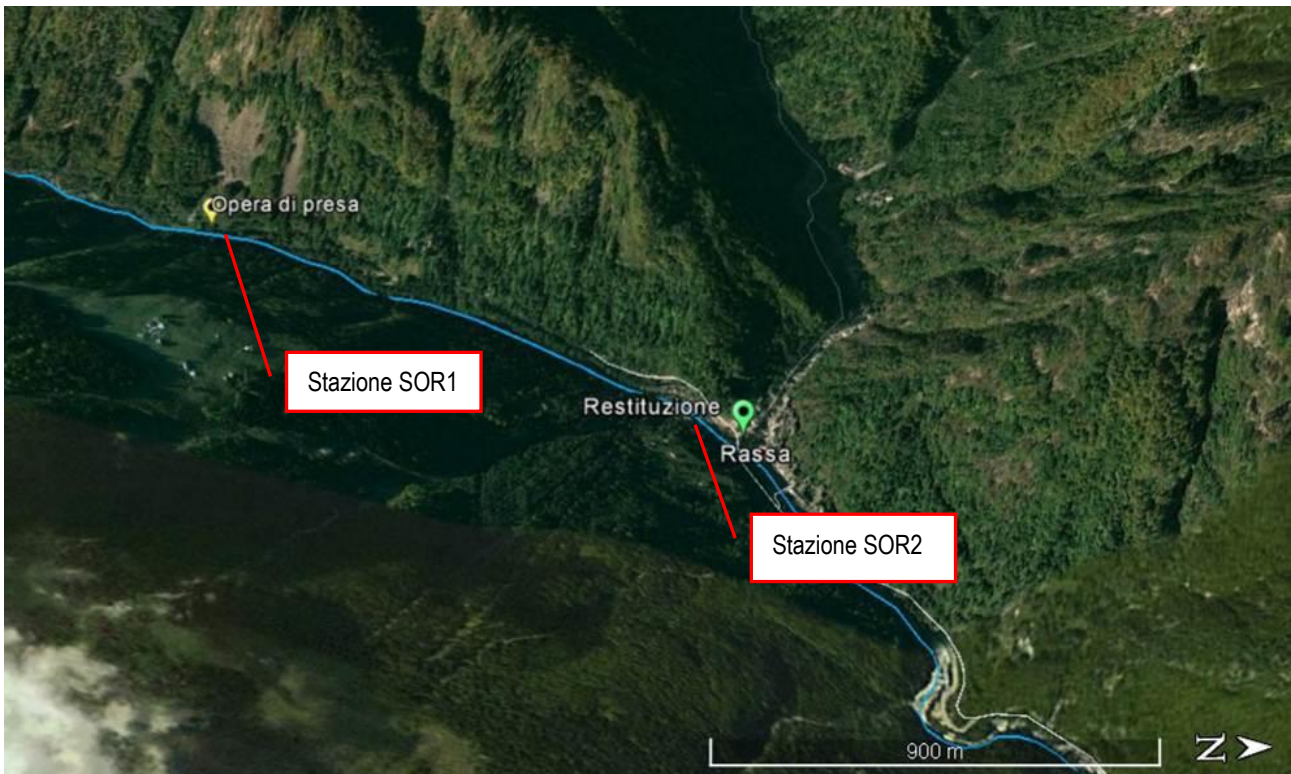 Opera di presa
Stazione SOR1
Restituzione
Rassa
Stazione SOR2
900 m
N